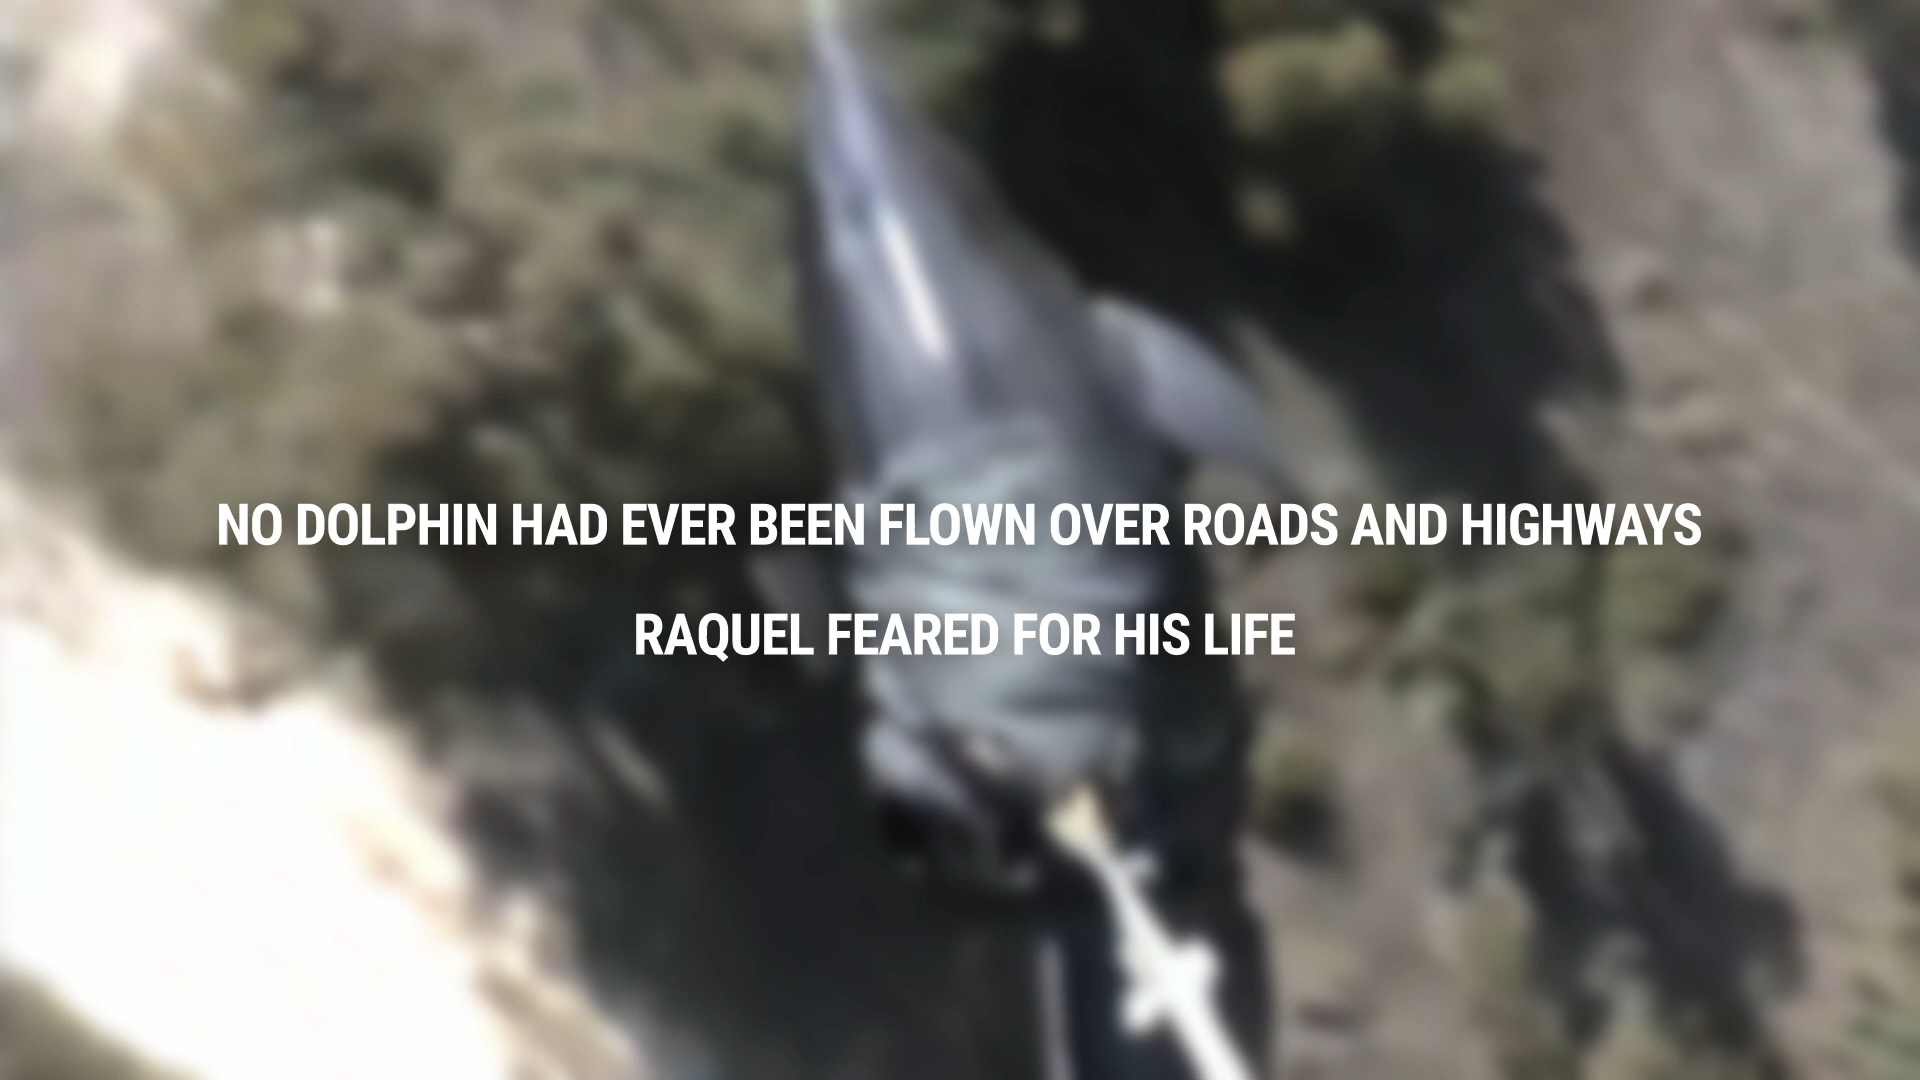 NO DOLPHIN HAD EVER BEEN FLOWN OVER ROADS AND HIGHWAYS
RAQUEL FEARED FOR HIS LIFE